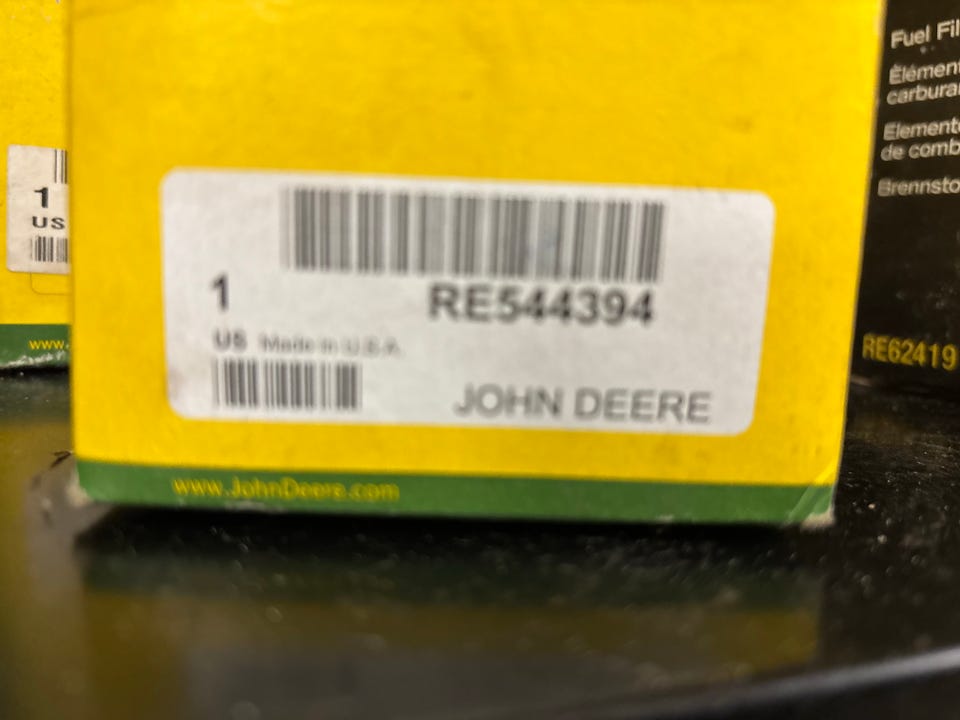 1
RE544394
US Made in U.S.A.
JOHN DEERE
www.JohnDeere.com
1
US
www.
Fuel Fil
Élément
carbura
Elemento
de comb
Brennsto
RE62419